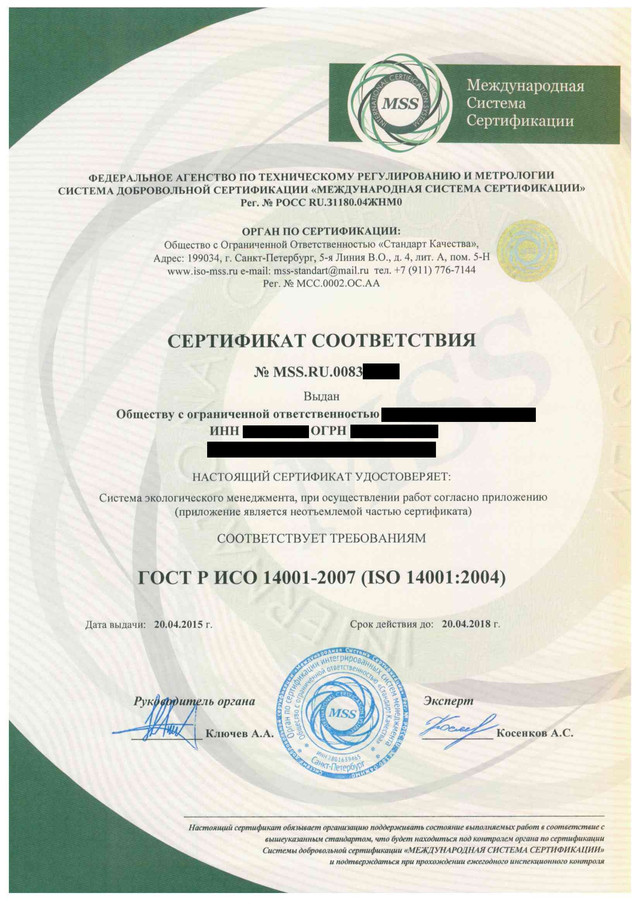 INTERNATIONAL CERTIFICATION SYSTEM
MSS
Международная
Система
Сертификации
ФЕДЕРАЛЬНОЕ АГЕНСТВО ПО ТЕХНИЧЕСКОМУ РЕГУЛИРОВАНИЮ И МЕТРОЛОГИИ
СИСТЕМА ДОБРОВОЛЬНОЙ СЕРТИФИКАЦИИ «МЕЖДУНАРОДНАЯ СИСТЕМА СЕРТИФИКАЦИИ»
Рег. № РОСС RU.31180.04ЖНМ0
ОРГАН ПО СЕРТИФИКАЦИИ:
Общество с Ограниченной Ответственностью «Стандарт Качества»,
Адрес: 199034, г. Санкт-Петербург, 5-я Линия В.О., д. 4, лит. А, пом. 5-Н
www.iso-mss.ru e-mail: mss-standart@mail.ru тел. +7 (911) 776-7144
Рег. № МСС.0002.ОС.АА
СЕРТИФИКАТ СООТВЕТСТВИЯ
№ MSS.RU.0083
Выдан
Обществу с ограниченной ответственностью
ИНН ОГРН
НАСТОЯЩИЙ СЕРТИФИКАТ УДОСТОВЕРЯЕТ:
Система экологического менеджмента, при осуществлении работ согласно приложению
(приложение является неотъемлемой частью сертификата)
СООТВЕТСТВУЕТ ТРЕБОВАНИЯМ
ГОСТ Р ИСО 14001-2007 (ISO 14001:2004)
Дата выдачи: 20.04.2015 г. Срок действия до: 20.04.2018 г.
Руководитель органа Эксперт
Ключев А.А. Косенков А.С.
Орган по сертификации интегрированных систем менеджмента
Общество с ограниченной ответственностью «Стандарт Качества»
MSS
Санкт-Петербург
Настоящий сертификат обязывает организацию поддерживать состояние выполняемых работ в соответствие с
вышеуказанным стандартом, что будет находиться под контролем органа по сертификации
Системы добровольной сертификации «МЕЖДУНАРОДНАЯ СИСТЕМА СЕРТИФИКАЦИИ»
и подтверждаться при прохождении ежегодного инспекционного контроля